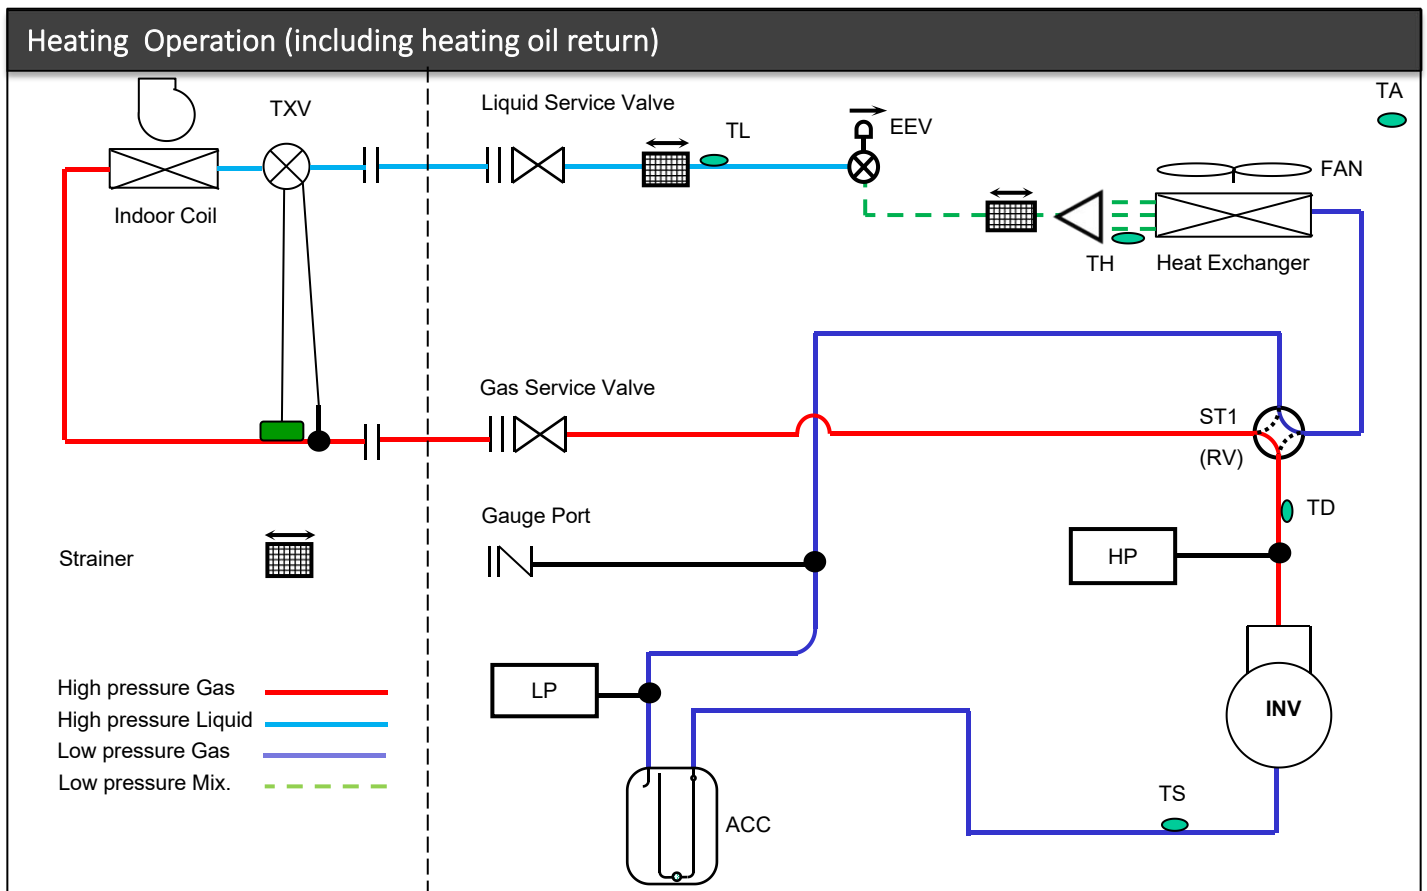 Heating Operation (including heating oil return)
TA
TXV
Liquid Service Valve
TL
EEV
FAN
Indoor Coil
TH
Heat Exchanger
Gas Service Valve
ST1
(RV)
Gauge Port
TD
Strainer
HP
LP
High pressure Gas
High pressure Liquid
Low pressure Gas
Low pressure Mix.
INV
TS
ACC